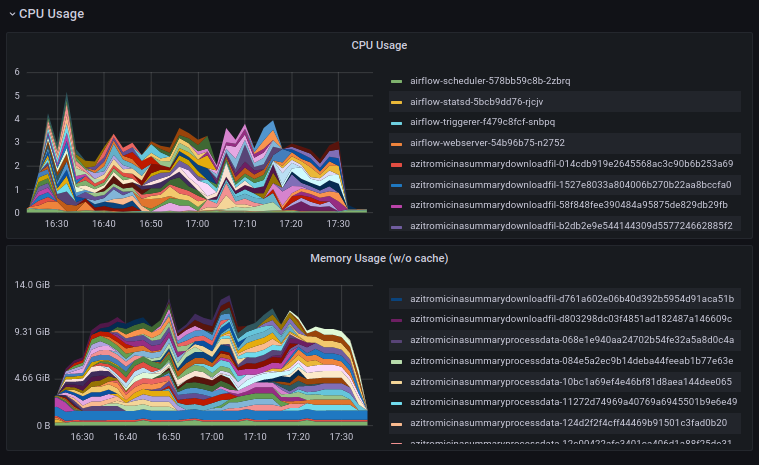 CPU Usage
CPU Usage
6
5
4
3
2
1
0
16:30 16:40 16:50 17:00 17:10 17:20 17:30
airflow-scheduler-578bb59c8b-2zbrq
airflow-statsd-5bcb9dd76-rjcjv
airflow-triggerer-f479c8fcf-snbpq
airflow-webserver-54b96b75-n2752
azitromicinasummarydownloadfil-014cdb919e2645568ac3c90b6b253a69
azitromicinasummarydownloadfil-1527e8033a804006b270b22aa8bccfa0
azitromicinasummarydownloadfil-58f848fee390484a95875de829db29fb
azitromicinasummarydownloadfil-b2db2e9e544144309d557724662885f2
Memory Usage (w/o cache)
14.0 GiB
9.31 GiB
4.66 GiB
0 B
16:30 16:40 16:50 17:00 17:10 17:20 17:30
azitromicinasummarydownloadfil-d761a602e06b40d392b5954d91aca51b
azitromicinasummarydownloadfil-d803298dc03f4851ad182487a146609c
azitromicinasummaryprocessdata-068e1e940aa24702b54fe32a5a8d0c4a
azitromicinasummaryprocessdata-084e5a2ec9b14deba44feeab1b77e63e
azitromicinasummaryprocessdata-10bc1a69ef4e46bf81d8aea144dee065
azitromicinasummaryprocessdata-11272d74969a40769a6945501b9e6e49
azitromicinasummaryprocessdata-124d2f2f4cff44469b91501c3fad0b20